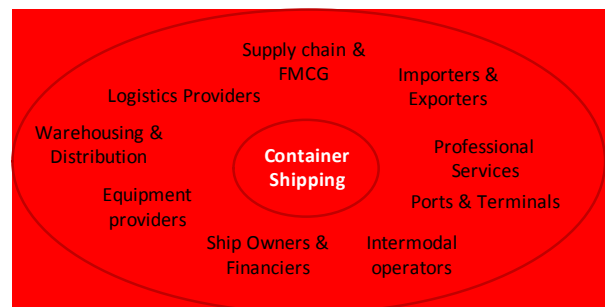 Supply chain &
FMCG
Importers &
Exporters
Logistics Providers
Warehousing &
Distribution
Container
Shipping
Professional
Services
Equipment
providers
Ports & Terminals
Ship Owners &
Financiers
Intermodal
operators